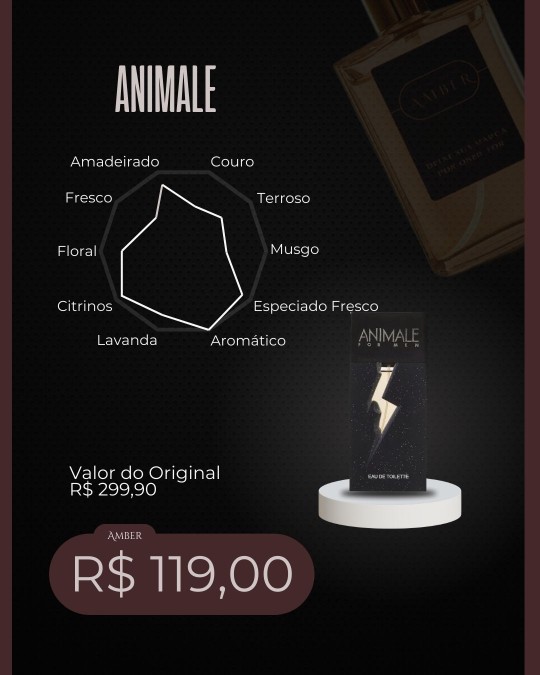 AMBER
ANIMALE
Amadeirado
Couro
Fresco
Terroso
Floral
Musgo
Citrinos
Especiado Fresco
Lavanda
Aromático
ANIMALE
FOR MEN
EAU DE TOILETTE
Valor do Original
R$ 299,90
AMBER
R$ 119,00